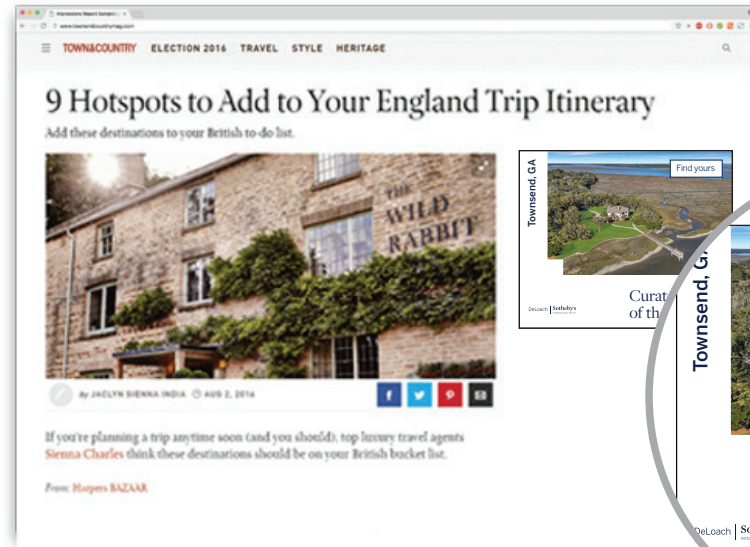 www.townandcountrymag.com
TOWN&COUNTRY ELECTION 2016 TRAVEL STYLE HERITAGE
9 Hotspots to Add to Your England Trip Itinerary
Add these destinations to your British to-do list.
THE
WILD
RABBIT
by JACLYN SIENNA INDIA AUG 2, 2016
If you're planning a trip anytime soon (and you should), top luxury travel agents
Sienna Charles think these destinations should be on your British bucket list.
From: Harpers BAZAAR
Townsend, GA
Find yours
Curat
of th
DeLoach Sotheby's
Townsend, G
DeLoach So